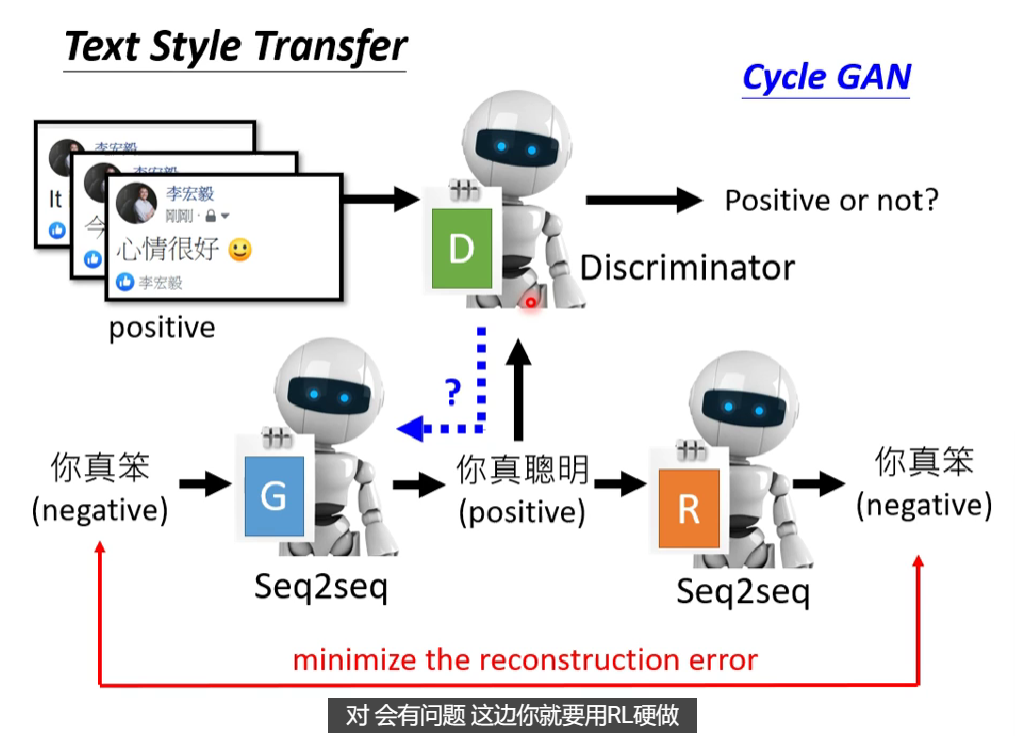 Text Style Transfer
Cycle GAN
李宏毅
李宏毅
李宏毅
剛剛
It
今
心情很好
李宏毅
positive
D
Discriminator
Positive or not?
?
你真笨
(negative)
G
Seq2seq
你真聰明
(positive)
R
Seq2seq
你真笨
(negative)
minimize the reconstruction error
对 会有问题 这边你就要用RL硬做